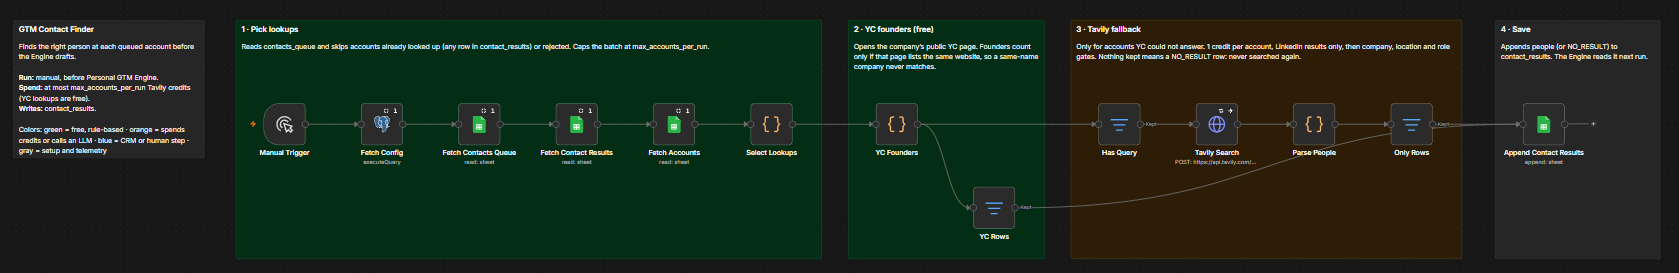 GTM Contact Finder
Finds the right person at each queued account before
the Engine drafts.
Run: manual, before Personal GTM Engine.
Spend: at most max_accounts_per_run Tavily credits
(YC lookups are free).
Writes: contact_results.
Colors: green = free, rule-based · orange = spends
credits or calls an LLM · blue = CRM or human step ·
gray = setup and telemetry
1 · Pick lookups
Reads contacts_queue and skips accounts already looked up (any row in contact_results) or rejected. Caps the batch at max_accounts_per_run.
Manual Trigger
1
Fetch Config
executeQuery
1
Fetch Contacts Queue
read: sheet
1
Fetch Contact Results
read: sheet
1
Fetch Accounts
read: sheet
Select Lookups
2 · YC founders (free)
Opens the company's public YC page. Founders count
only if that page lists the same website, so a same-name
company never matches.
YC Founders
Kept
YC Rows
3 · Tavily fallback
Only for accounts YC could not answer. 1 credit per account, LinkedIn results only, then company, location and role
gates. Nothing kept means a NO_RESULT row: never searched again.
Has Query
Kept
Tavily Search
POST: https://api.tavily.com/...
Parse People
Only Rows
Kept
4 · Save
Appends people (or NO_RESULT) to
contact_results. The Engine reads it next run.
Append Contact Results
append: sheet